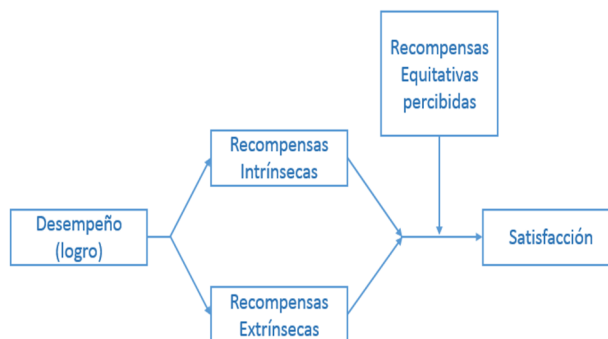 Recompensas
Equitativas
percibidas
Recompensas
Intrínsecas
Desempeño
(logro)
Satisfacción
Recompensas
Extrínsecas